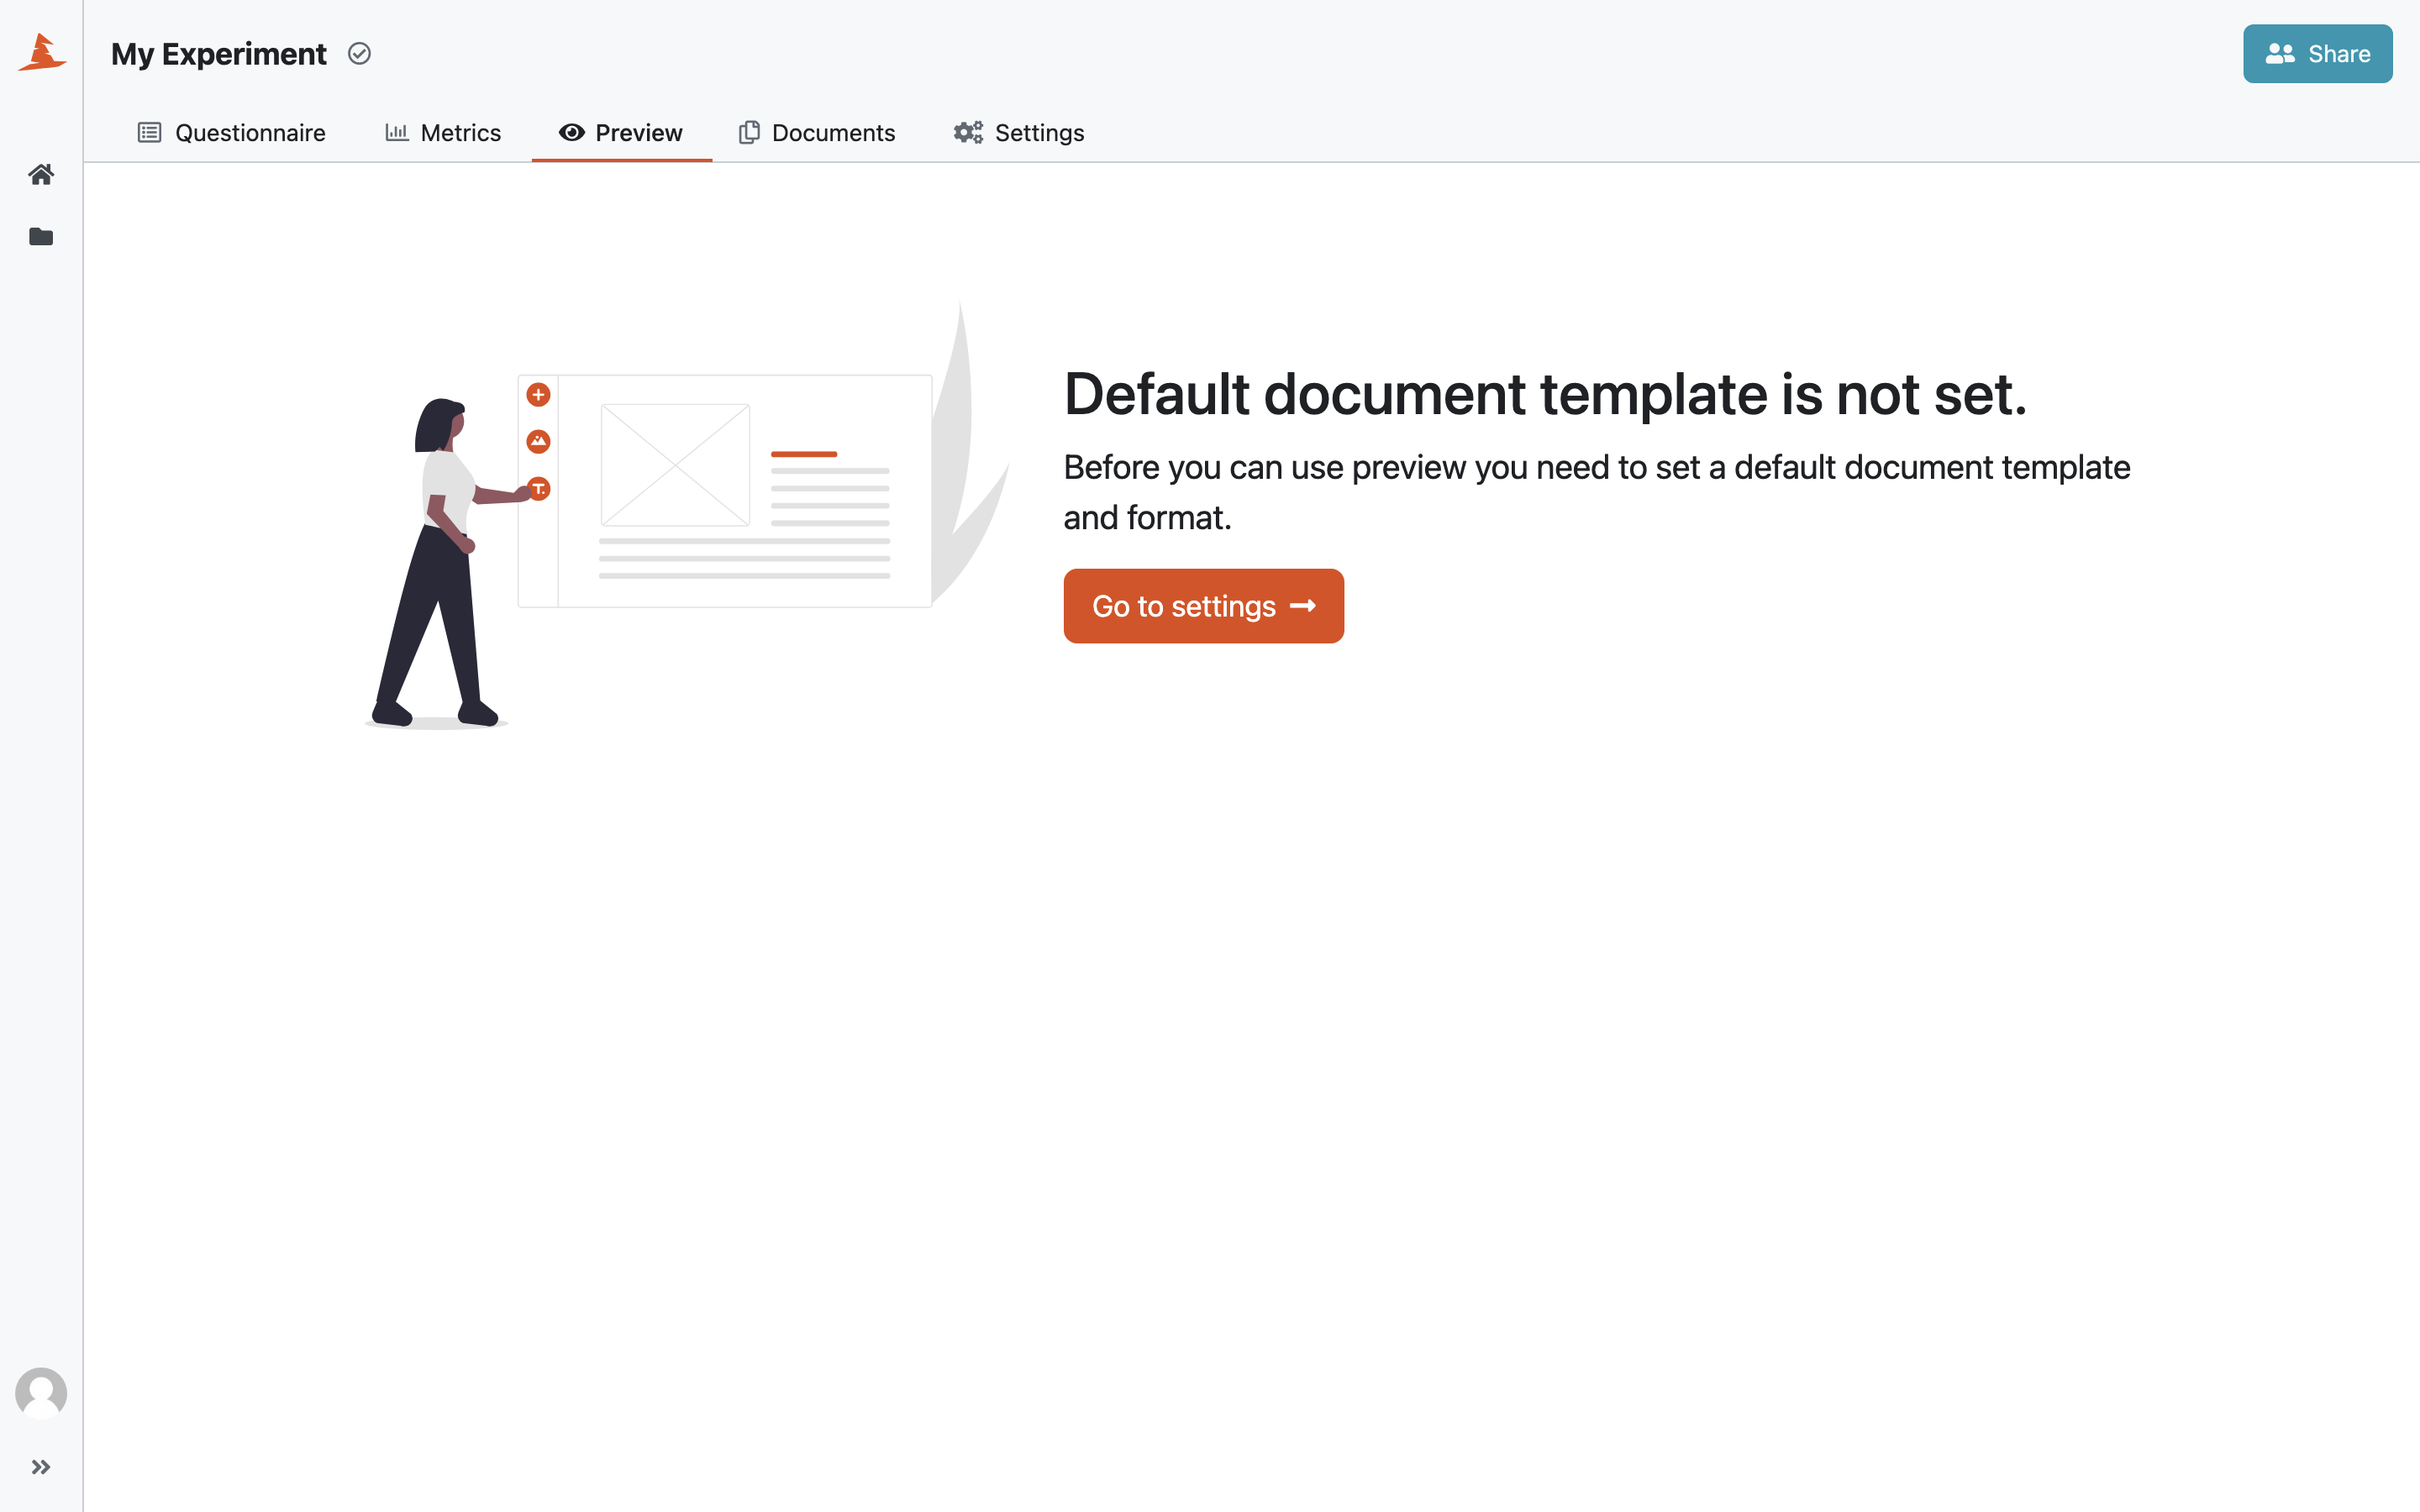 My Experiment
Share
Questionnaire
Metrics
Preview
Documents
Settings
Default document template is not set.
Before you can use preview you need to set a default document template
and format.
Go to settings
T.